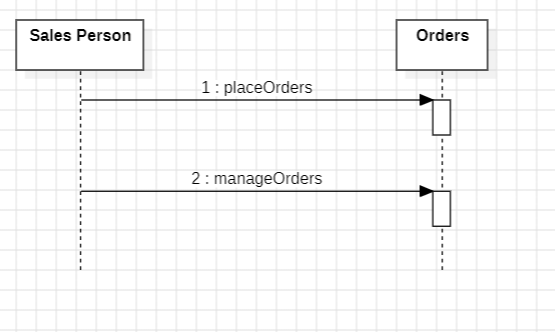 Sales Person
Orders
1 : placeOrders
2 : manageOrders